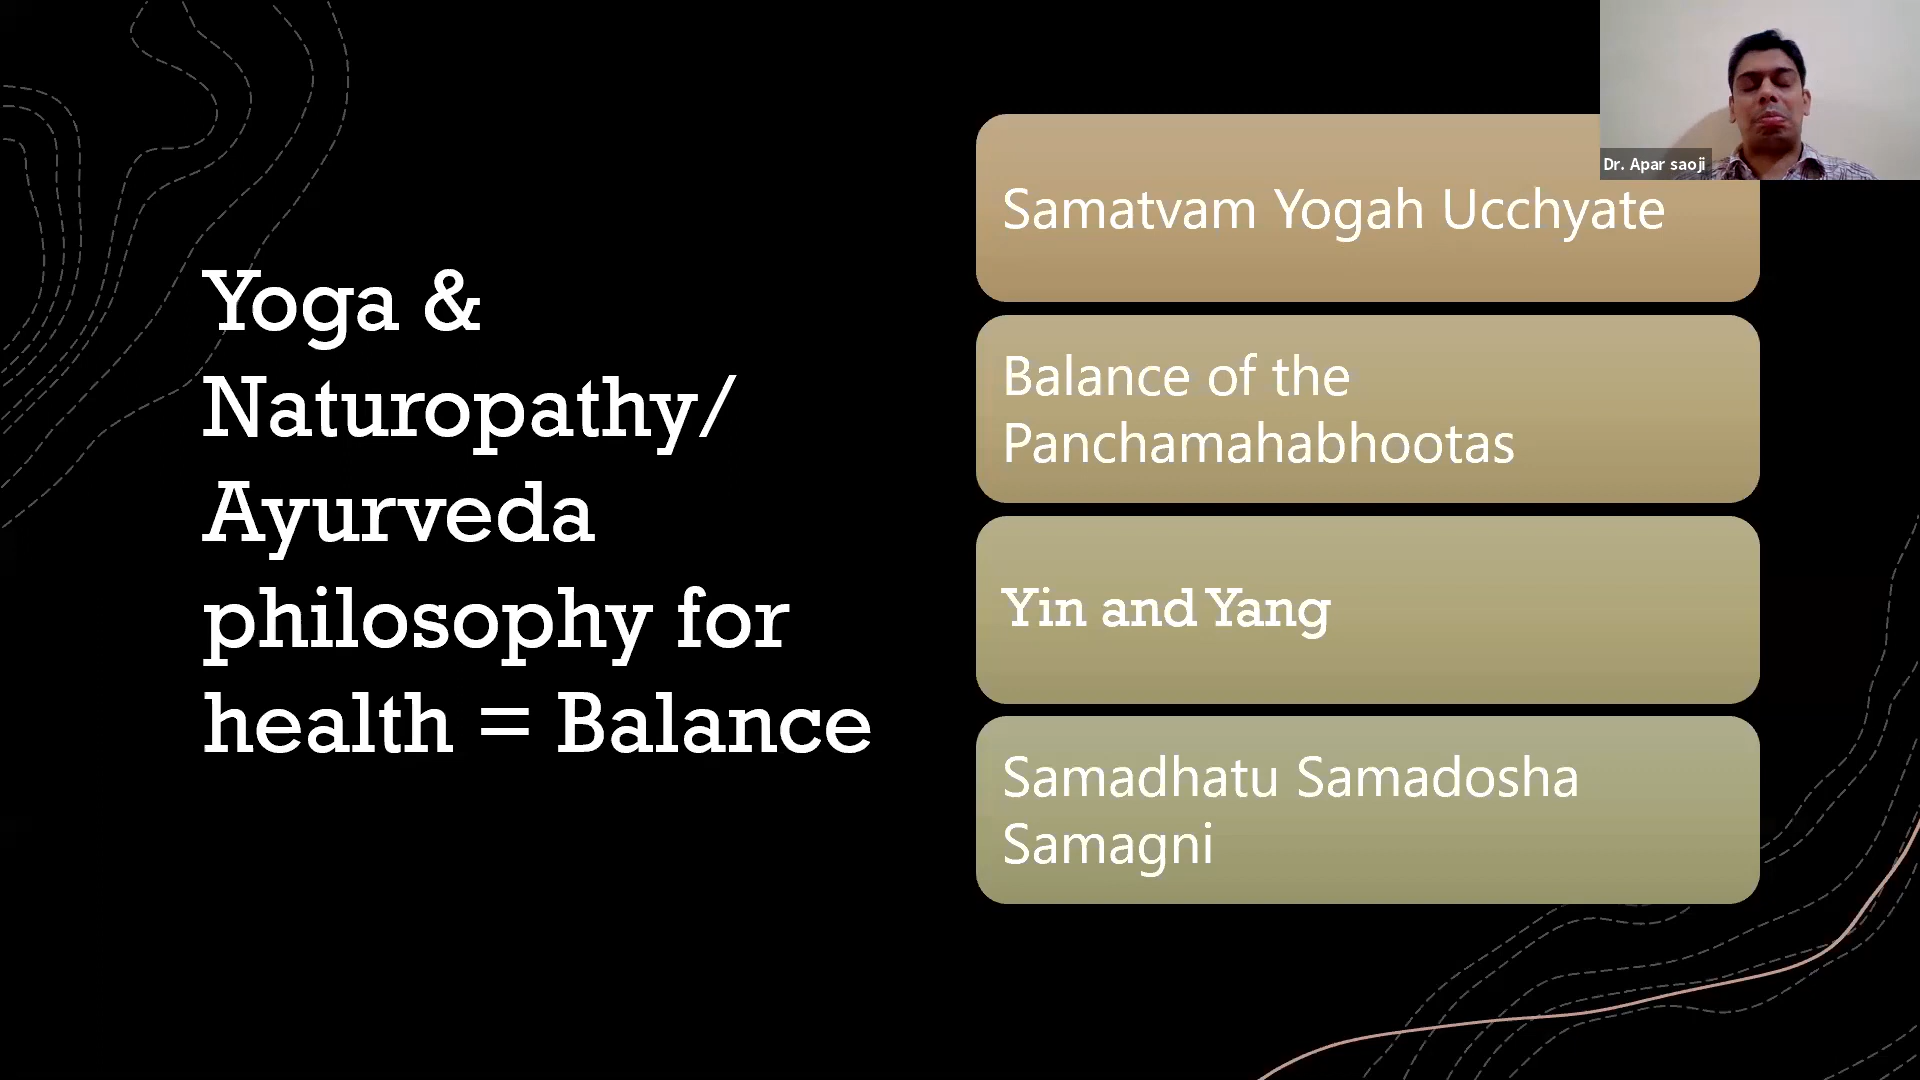 Yoga &
Naturopathy/
Ayurveda
philosophy for
health = Balance
Samatvam Yogah Ucchyate
Balance of the
Panchamahabhootas
Yin and Yang
Samadhatu Samadosha
Samagni
Dr. Apar saoji